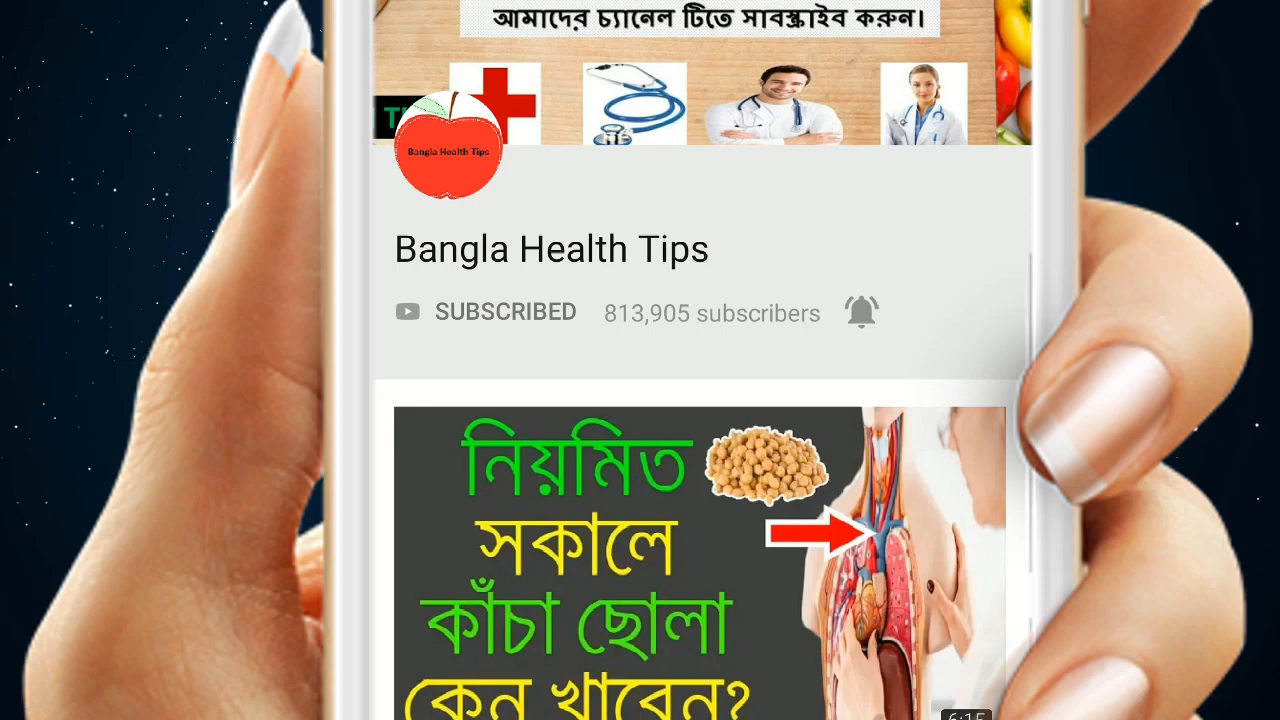 আমাদের চ্যানেল টিতে সাবস্ক্রাইব করুন।
Bangla Health Tips
Bangla Health Tips
SUBSCRIBED 813,905 subscribers
নিয়মিত
সকালে
কাঁচা ছোলা
কেন খাবেন?
6:15